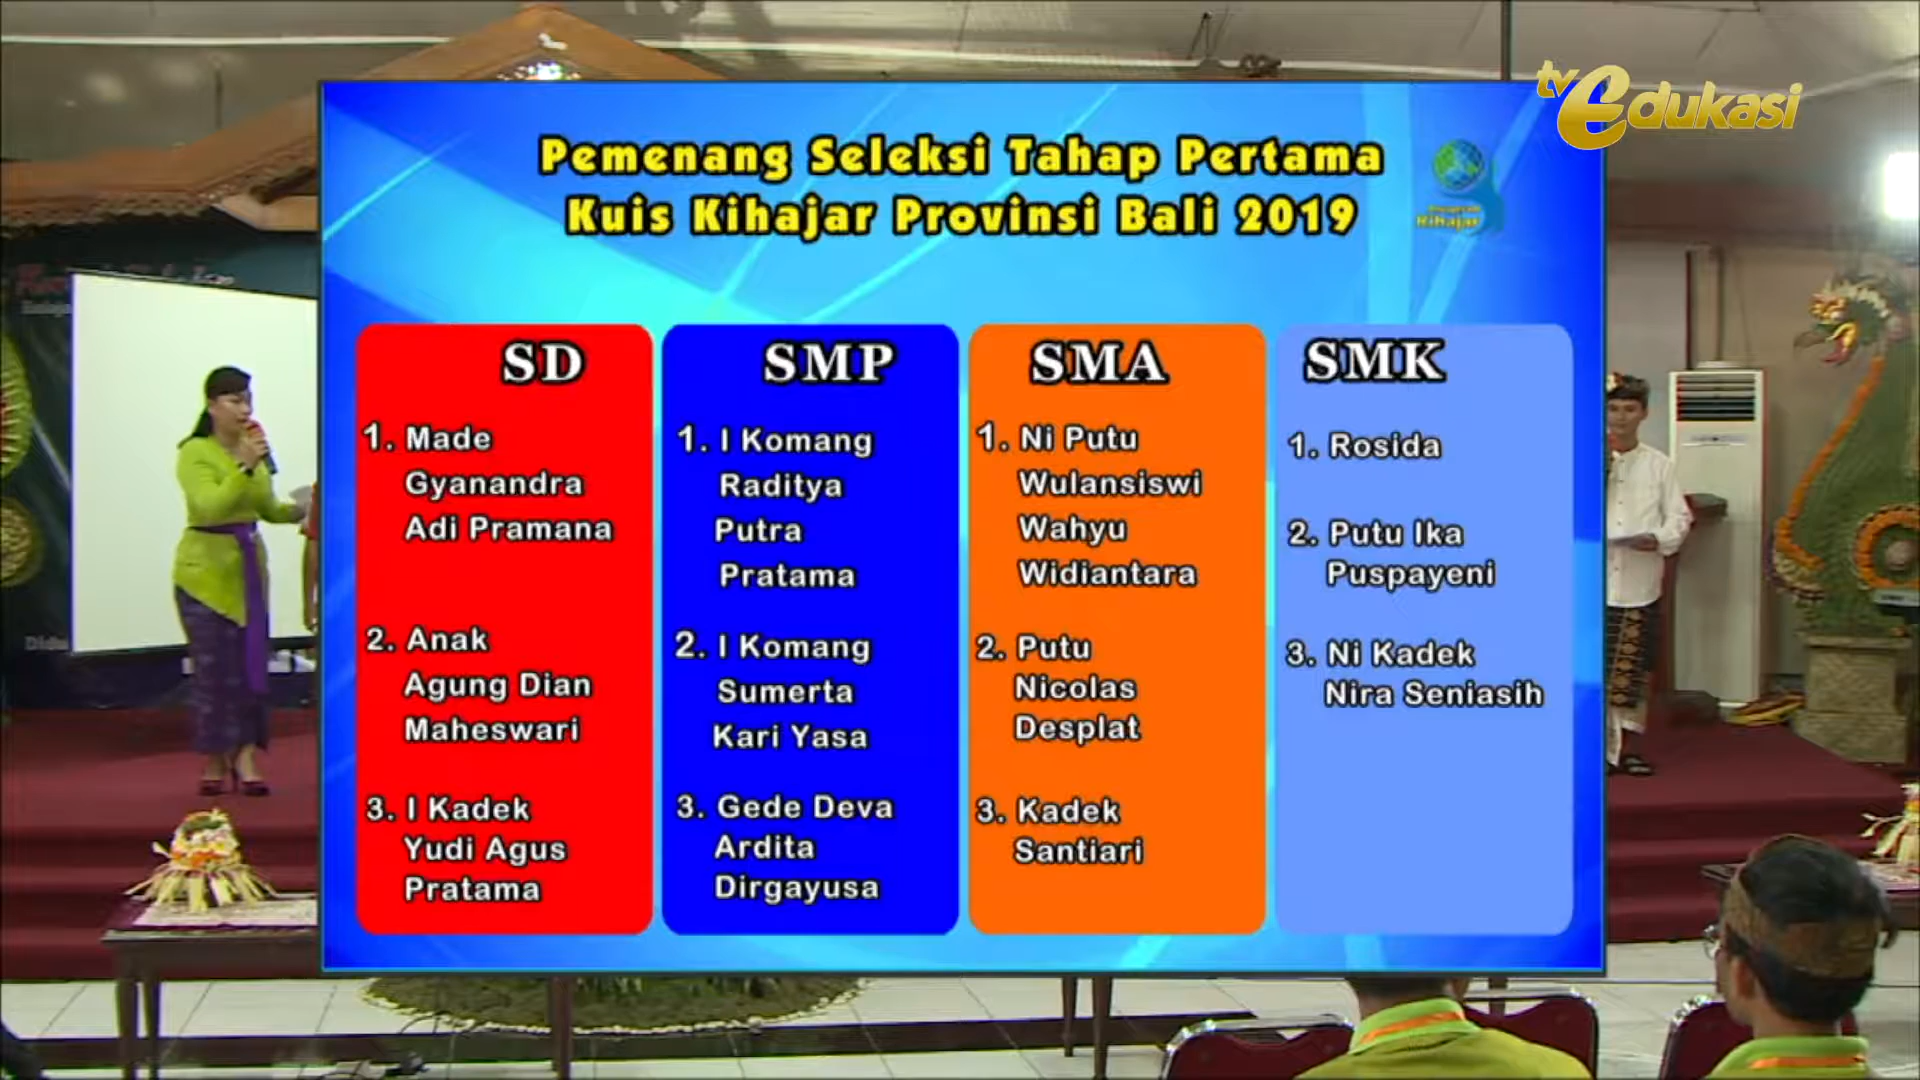 tv edukasi
Pemenang Seleksi Tahap Pertama
Kuis Kihajar Provinsi Bali 2019
Kihajar
SD
1. Made
Gyanandra
Adi Pramana
2. Anak
Agung Dian
Maheswari
3. I Kadek
Yudi Agus
Pratama
SMP
1. I Komang
Raditya
Putra
Pratama
2. I Komang
Sumerta
Kari Yasa
3. Gede Deva
Ardita
Dirgayusa
SMA
1. Ni Putu
Wulansiswi
Wahyu
Widiantara
2. Putu
Nicolas
Desplat
3. Kadek
Santiari
SMK
1. Rosida
2. Putu Ika
Puspayeni
3. Ni Kadek
Nira Seniasih